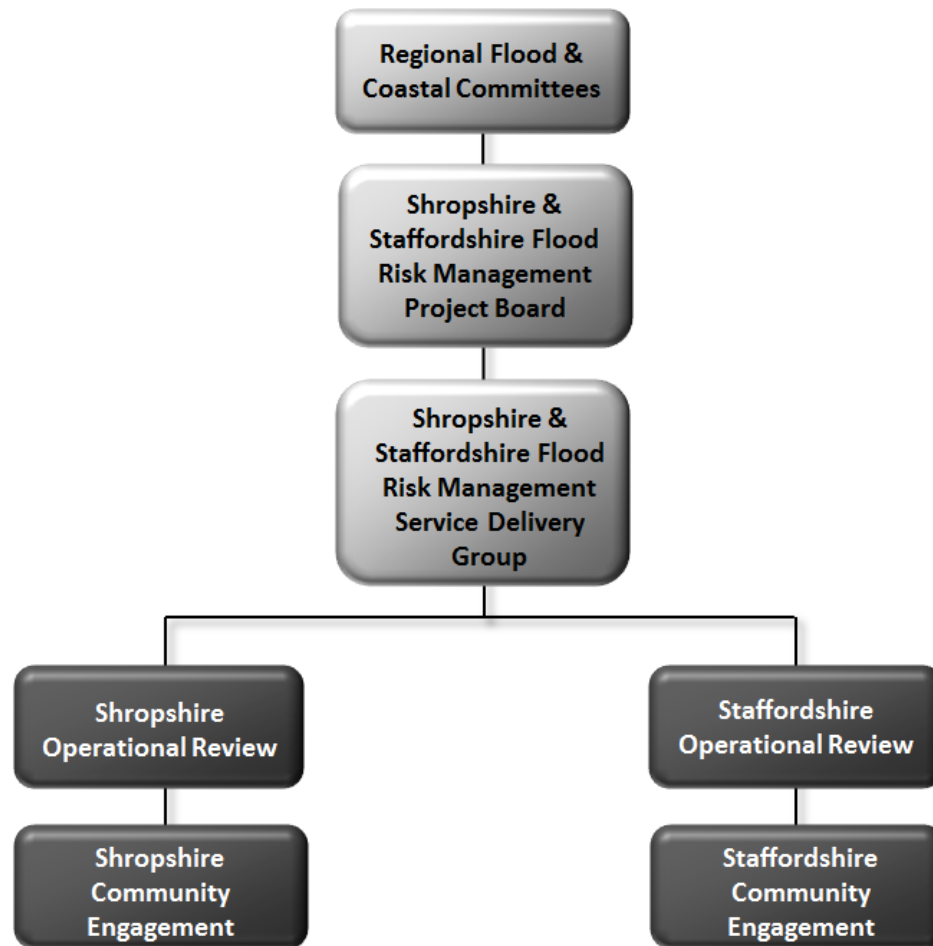 Regional Flood &
Coastal Committees
Shropshire &
Staffordshire Flood
Risk Management
Project Board
Shropshire &
Staffordshire Flood
Risk Management
Service Delivery
Group
Shropshire
Operational Review
Staffordshire
Operational Review
Shropshire
Community
Engagement
Staffordshire
Community
Engagement